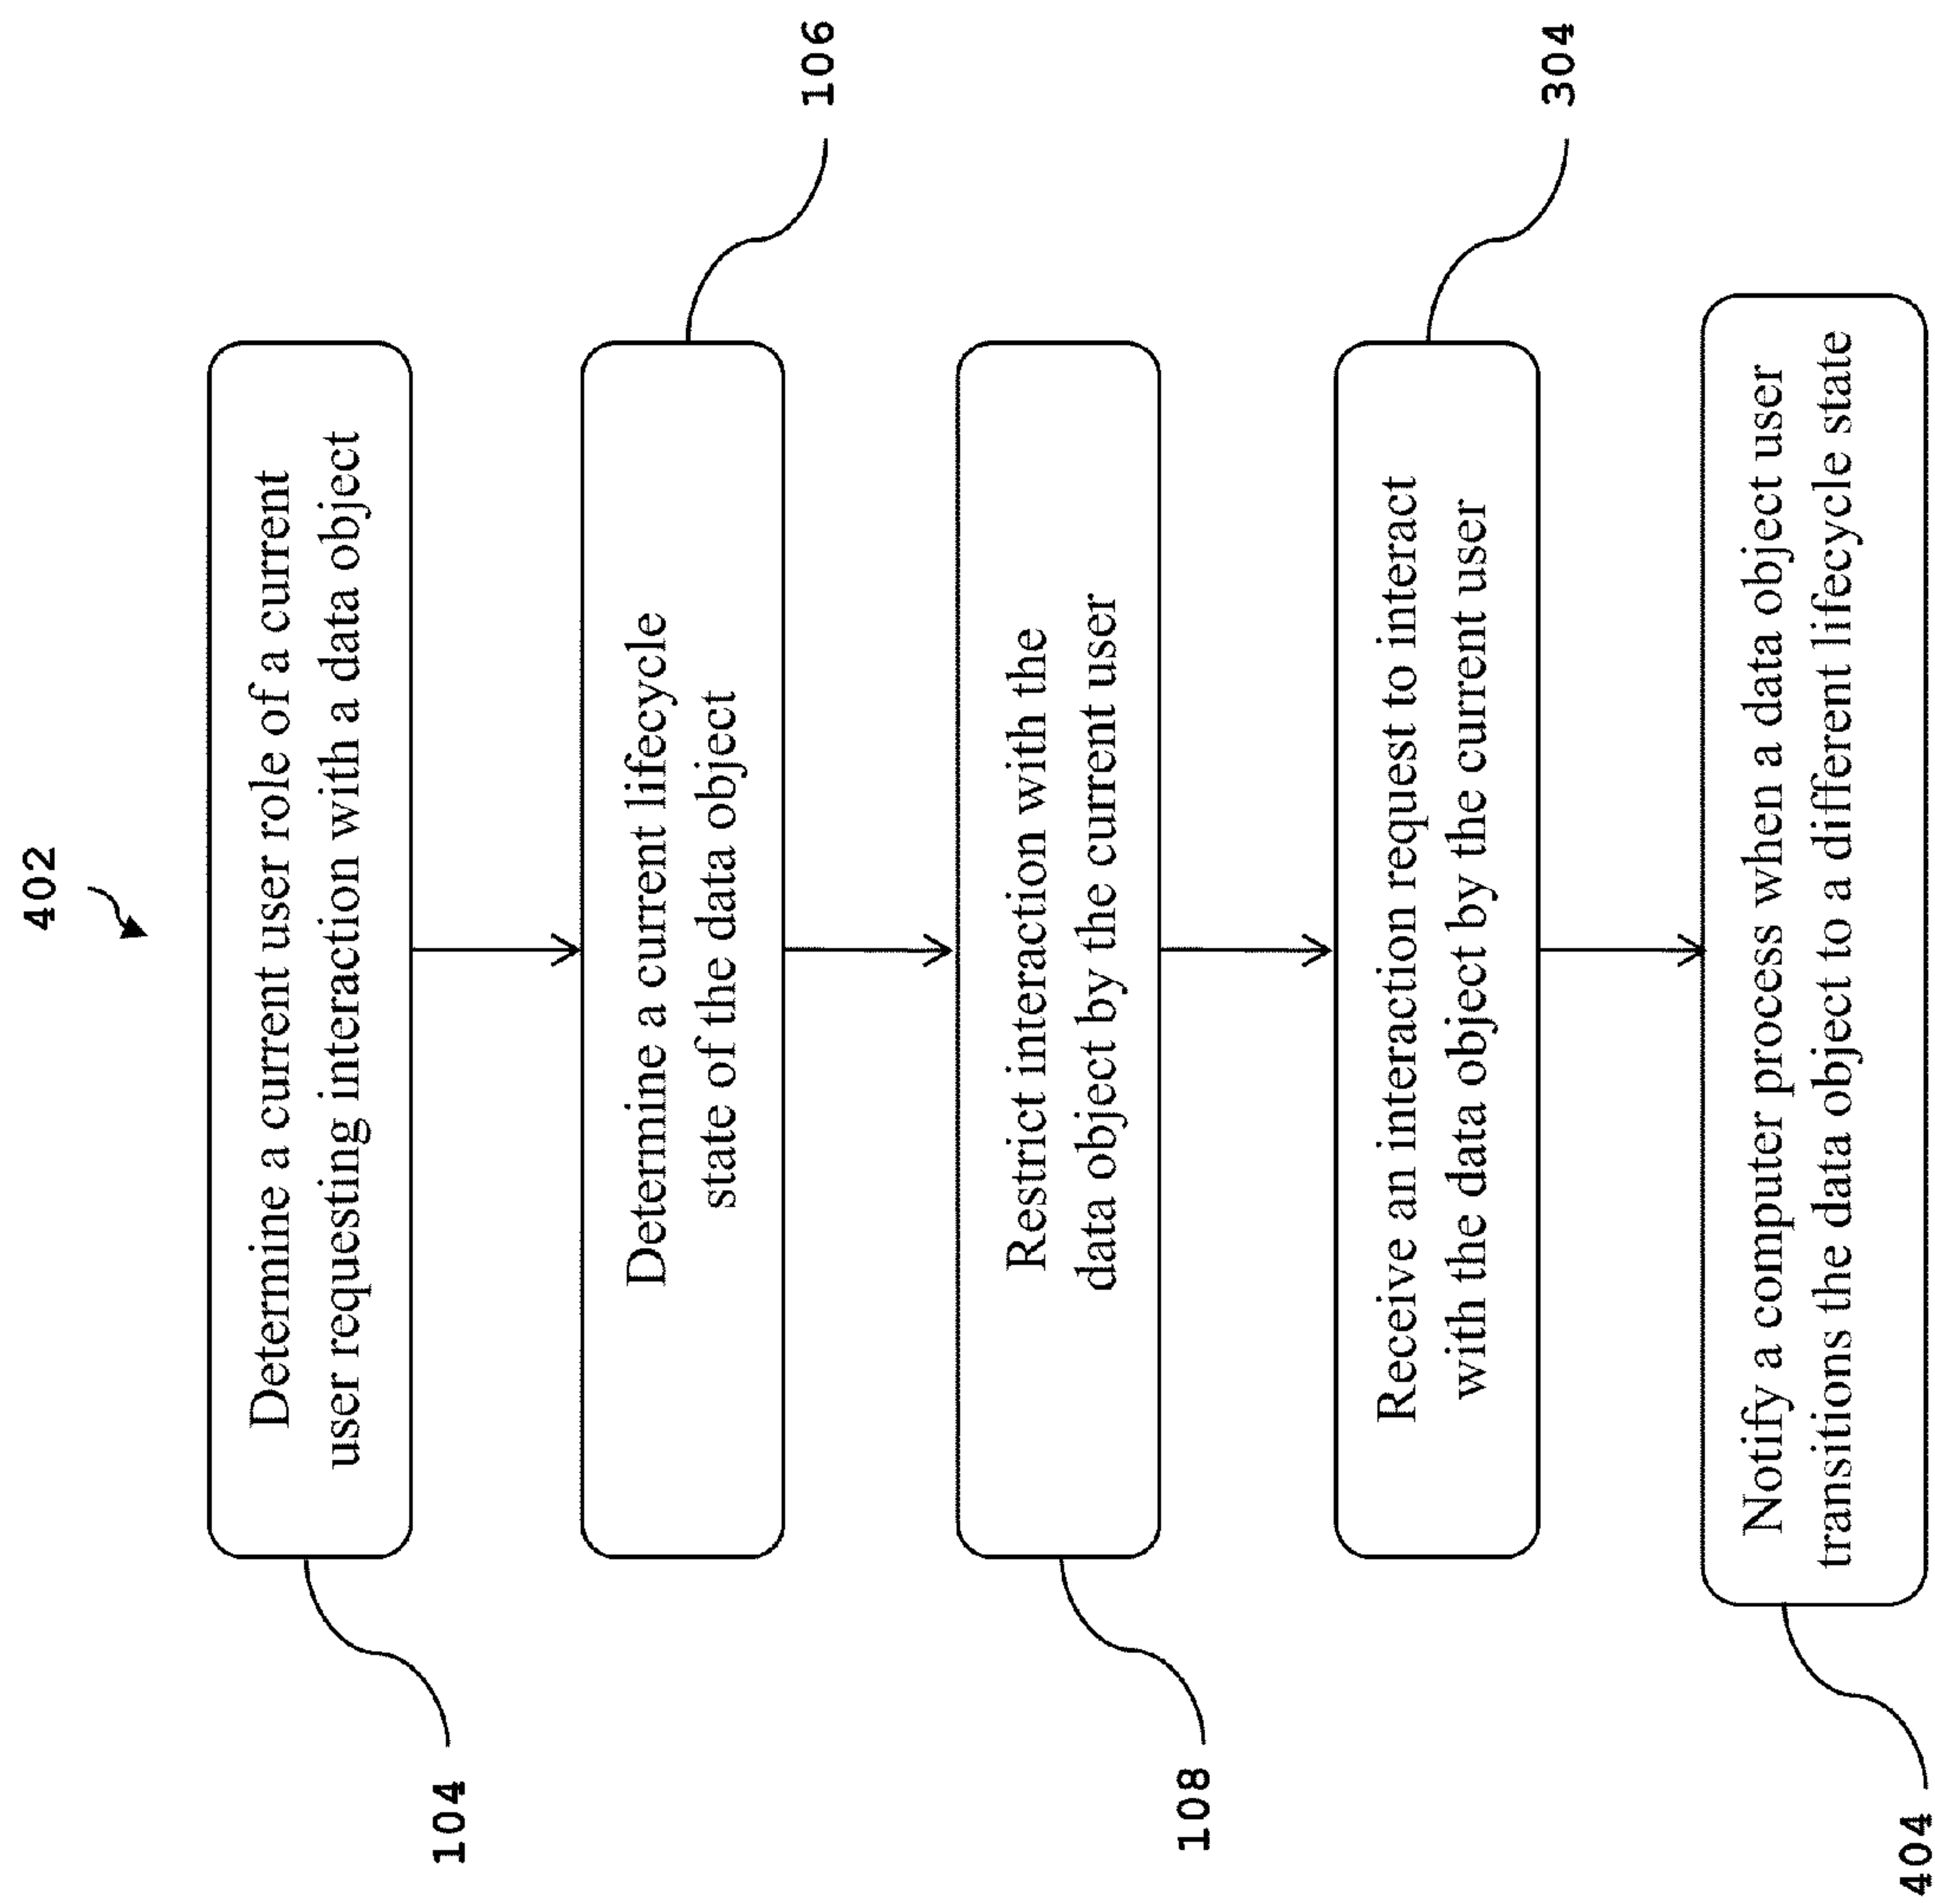 402
Determine a current user role of a current
user requesting interaction with a data object
104
Determine a current lifecycle
state of the data object
106
Restrict interaction with the
data object by the current user
108
Receive an interaction request to interact
with the data object by the current user
304
Notify a computer process when a data object user
transitions the data object to a different lifecycle state
404